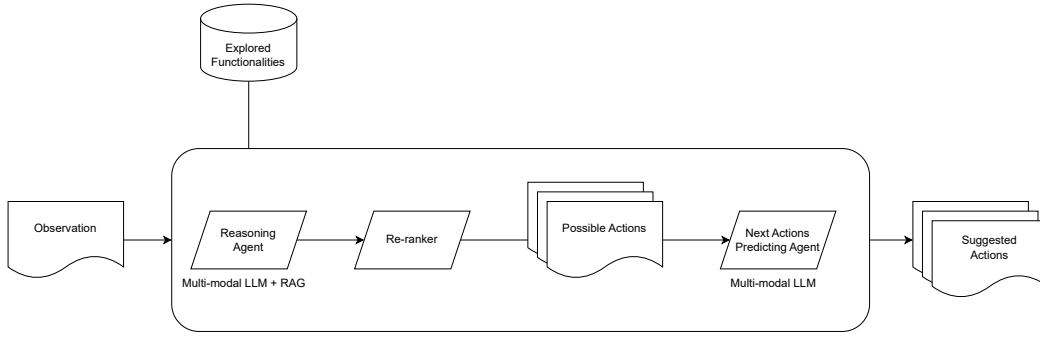 Explored
Functionalities
Observation
Reasoning
Agent
Multi-modal LLM + RAG
Re-ranker
Possible Actions
Next Actions
Predicting Agent
Multi-modal LLM
Suggested
Actions